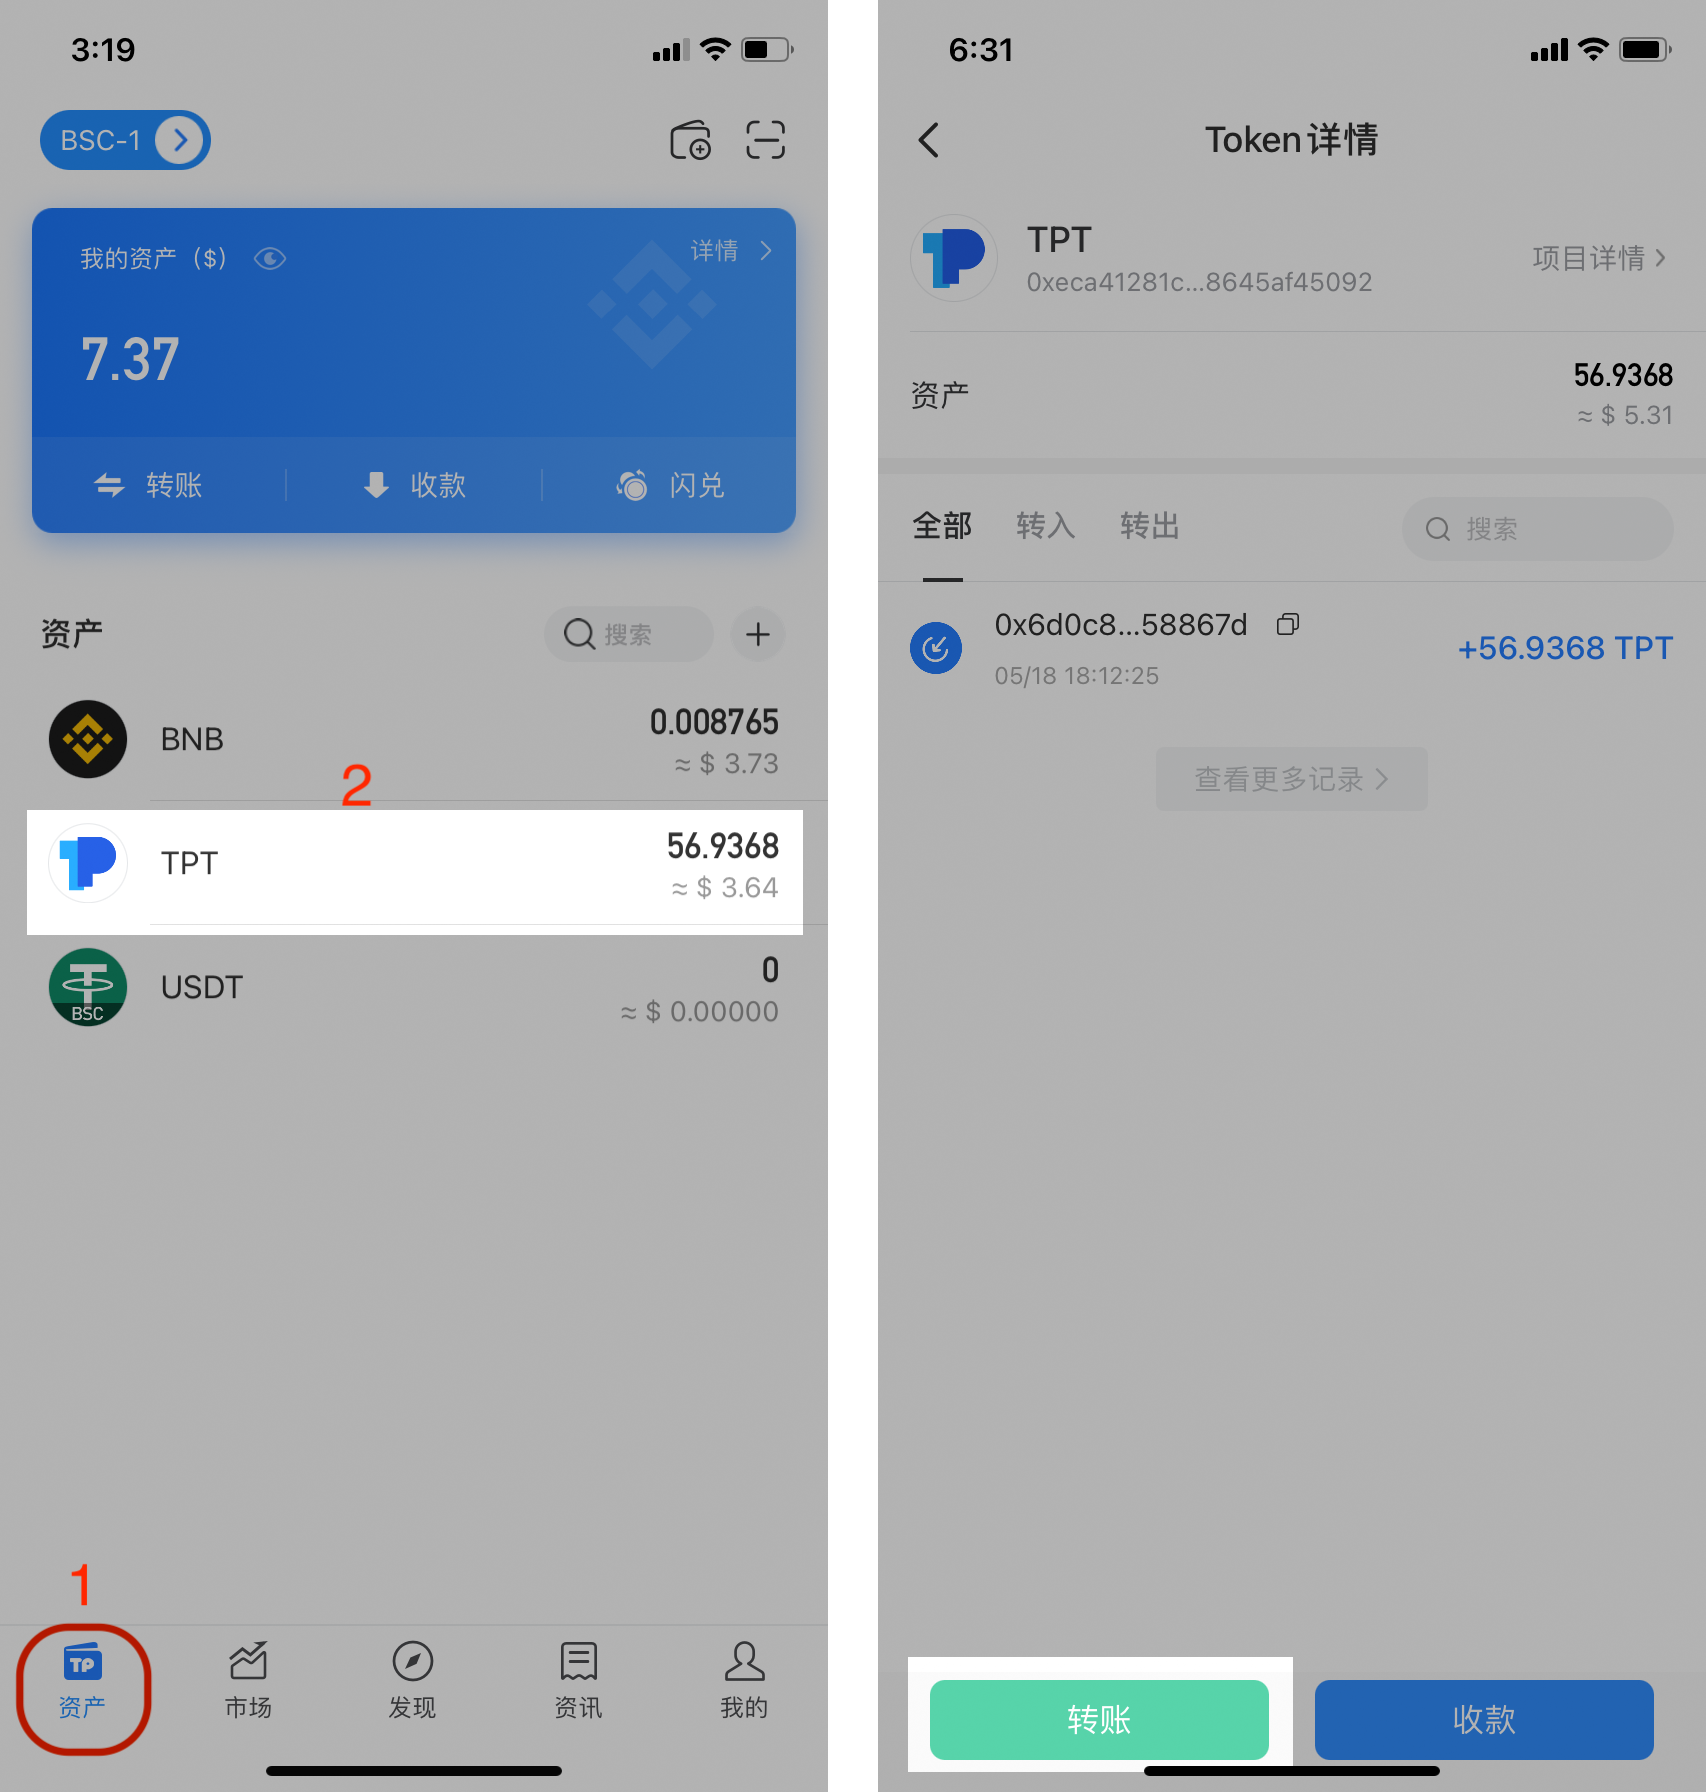 3:19
BSC-1
我的资产（$）
详情
7.37
转账
收款
闪兑
资产
搜索
BNB
0.008765
≈ $ 3.73
2
TPT
56.9368
≈ $ 3.64
USDT
BSC
0
≈ $ 0.00000
1
TP
资产
市场
发现
资讯
我的
6:31
Token详情
TPT
0xeca41281c...8645af45092
项目详情
资产
56.9368
≈ $ 5.31
全部
转入
转出
搜索
0x6d0c8...58867d
05/18 18:12:25
+56.9368 TPT
查看更多记录
转账
收款